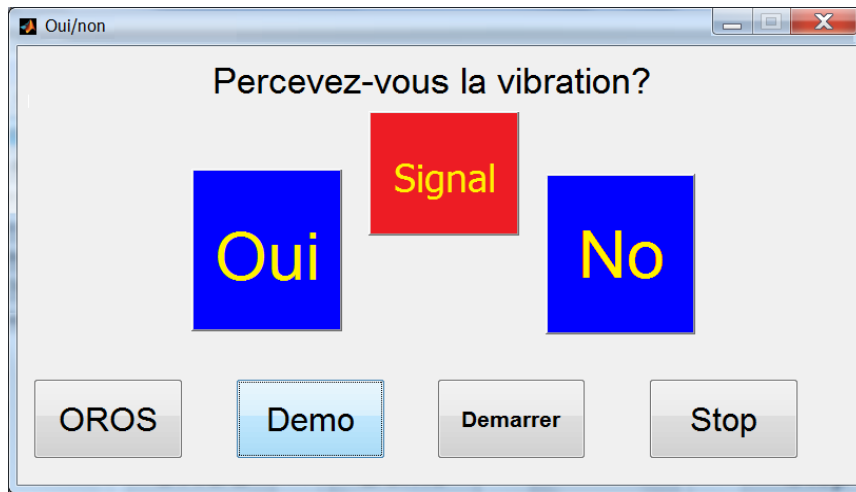 Oui/non
Percevez-vous la vibration?
Signal
Oui
No
OROS
Demo
Demarrer
Stop